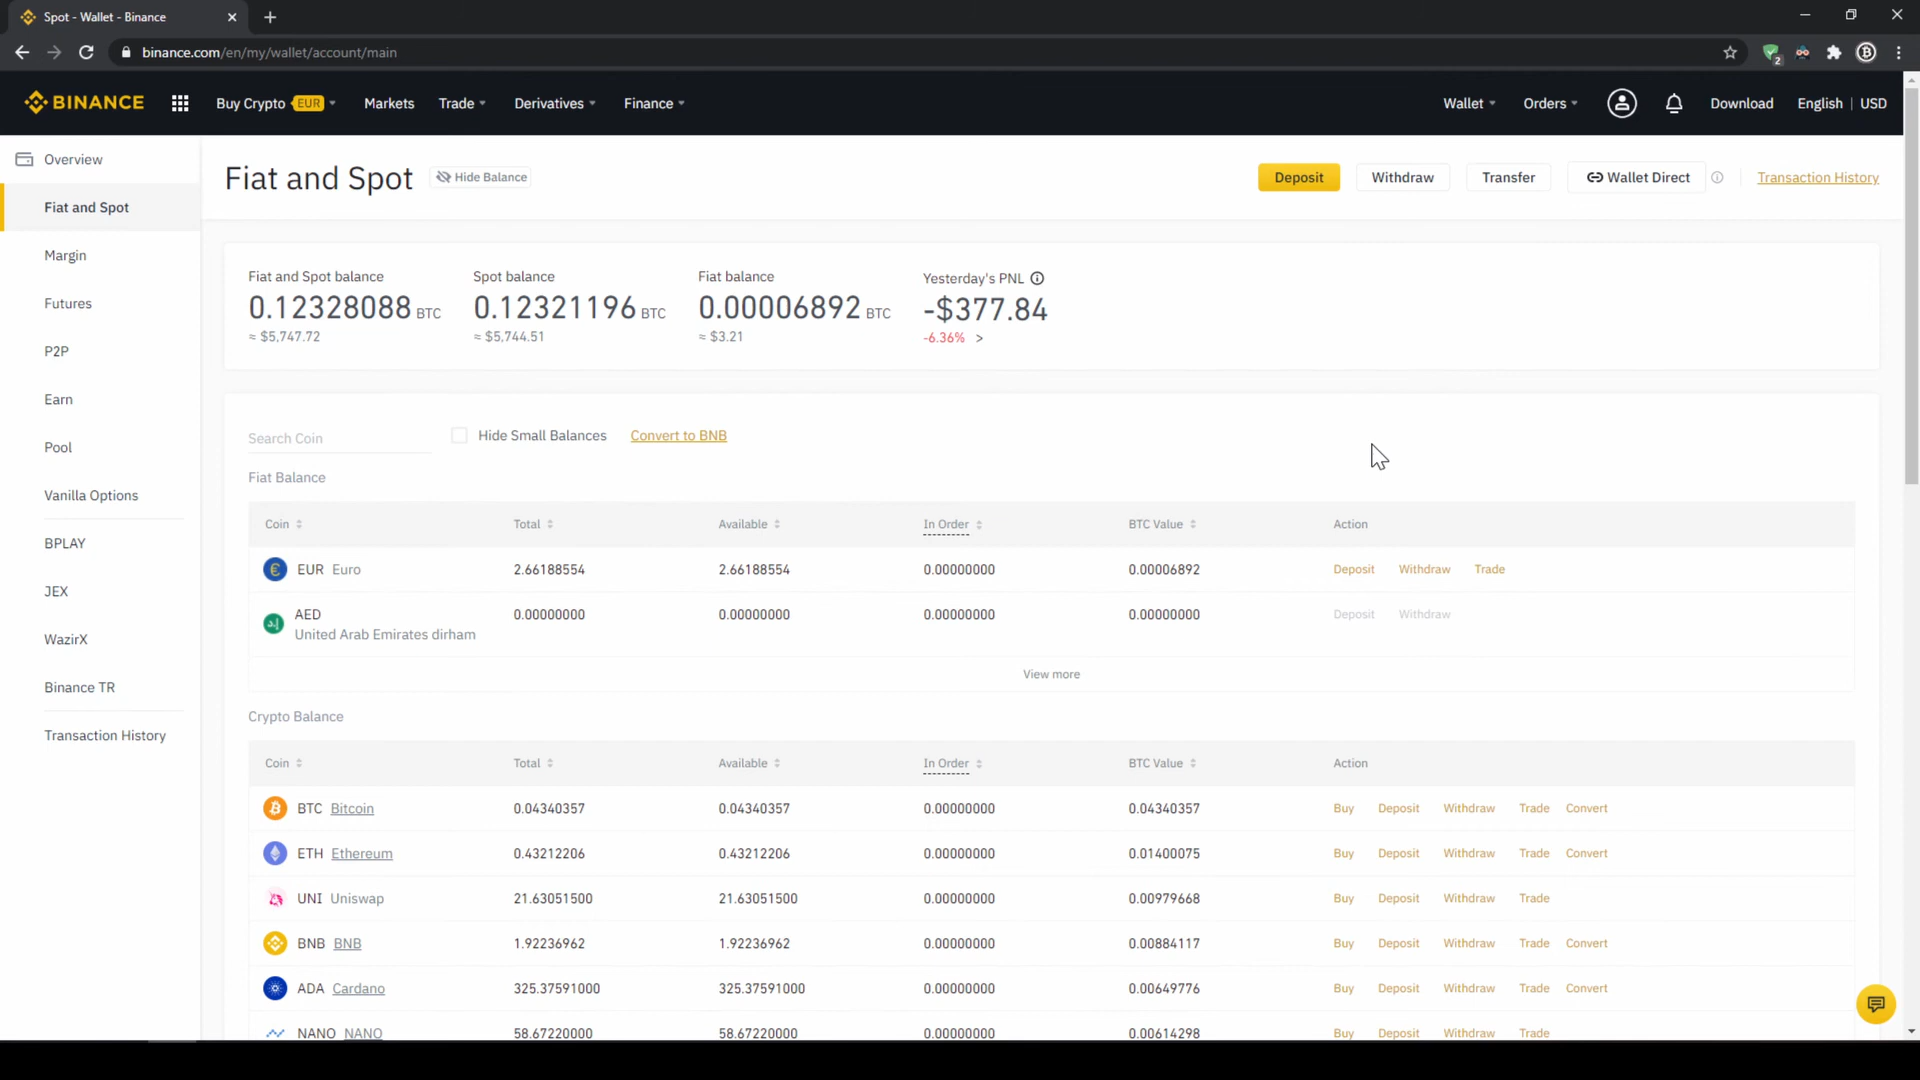 Spot - Wallet - Binance
binance.com/en/my/wallet/account/main
2
BINANCE Buy Crypto EUR Markets Trade Derivatives Finance Wallet Orders Download English | USD
Overview
Fiat and Spot
Margin
Futures
P2P
Earn
Pool
Vanilla Options
BPLAY
JEX
WazirX
Binance TR
Transaction History
Fiat and Spot Hide Balance Deposit Withdraw Transfer Wallet Direct Transaction History
Fiat and Spot balance Spot balance Fiat balance Yesterday's PNL
0.12328088 BTC 0.12321196 BTC 0.00006892 BTC -$377.84
≈ $5,747.72 ≈ $5,744.51 ≈ $3.21 -6.36% >
Search Coin Hide Small Balances Convert to BNB
Fiat Balance
Coin Total Available In Order BTC Value Action
EUR Euro 2.66188554 2.66188554 0.00000000 0.00006892 Deposit Withdraw Trade
AED 0.00000000 0.00000000 0.00000000 0.00000000 Deposit Withdraw
United Arab Emirates dirham
View more
Crypto Balance
Coin Total Available In Order BTC Value Action
BTC Bitcoin 0.04340357 0.04340357 0.00000000 0.04340357 Buy Deposit Withdraw Trade Convert
ETH Ethereum 0.43212206 0.43212206 0.00000000 0.01400075 Buy Deposit Withdraw Trade Convert
UNI Uniswap 21.63051500 21.63051500 0.00000000 0.00979668 Buy Deposit Withdraw Trade
BNB BNB 1.92236962 1.92236962 0.00000000 0.00884117 Buy Deposit Withdraw Trade Convert
ADA Cardano 325.37591000 325.37591000 0.00000000 0.00649776 Buy Deposit Withdraw Trade Convert
NANO NANO 58.67220000 58.67220000 0.00000000 0.00614298 Buy Deposit Withdraw Trade